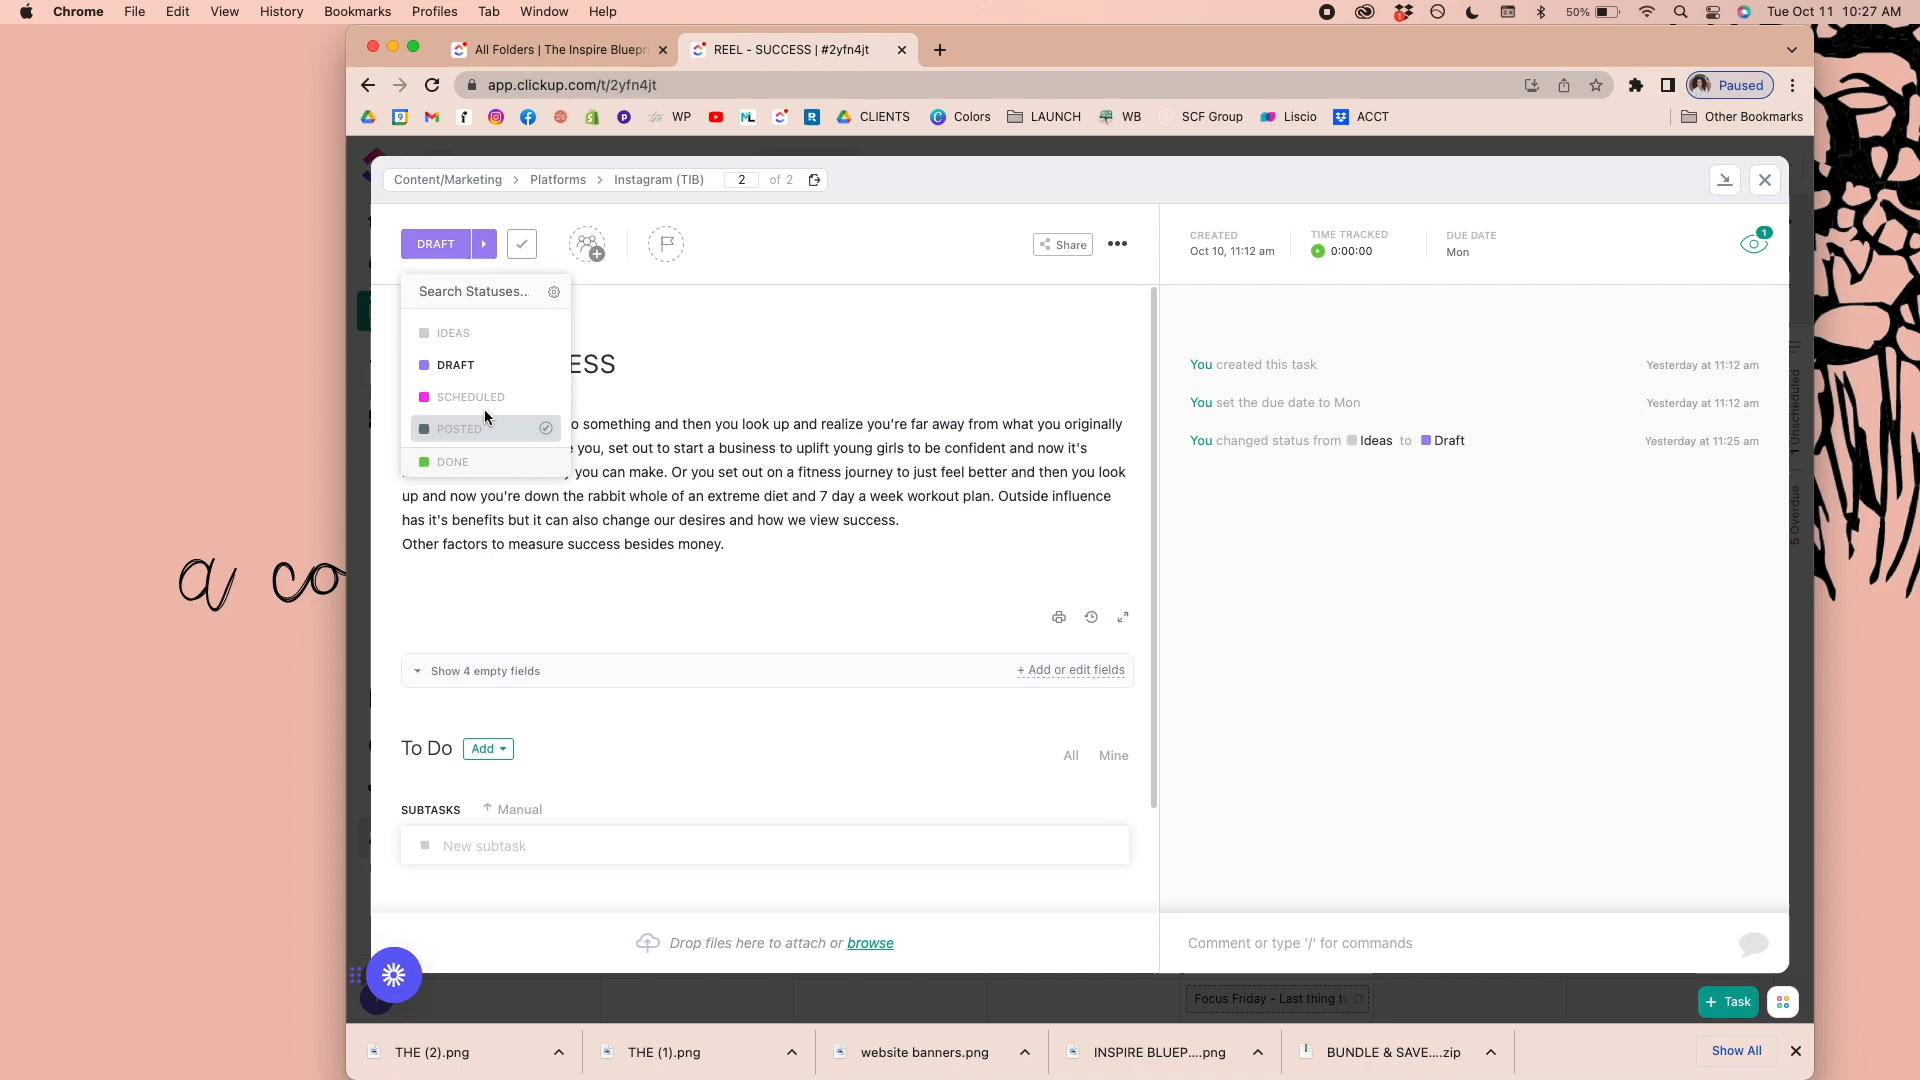 Chrome File Edit View History Bookmarks Profiles Tab Window Help 1 50% Tue Oct 11 10:27 AM
All Folders | The Inspire Bluepr REEL - SUCCESS | #2yfn4jt
app.clickup.com/t/2yfn4jt Paused
WP CLIENTS Colors LAUNCH WB SCF Group Liscio ACCT Other Bookmarks
Content/Marketing > Platforms > Instagram (TIB) 2 of 2
DRAFT Share CREATED TIME TRACKED DUE DATE 1
Oct 10, 11:12 am 0:00:00 Mon
Search Statuses...
IDEAS
DRAFT
SCHEDULED
POSTED
DONE
ESS
o something and then you look up and realize you're far away from what you originally
you, set out to start a business to uplift young girls to be confident and now it's
you can make. Or you set out on a fitness journey to just feel better and then you look
up and now you're down the rabbit whole of an extreme diet and 7 day a week workout plan. Outside influence
has it's benefits but it can also change our desires and how we view success.
Other factors to measure success besides money.
You created this task Yesterday at 11:12 am
You set the due date to Mon Yesterday at 11:12 am
You changed status from Ideas to Draft Yesterday at 11:25 am
1 Unscheduled
5 Overdue
a co
Show 4 empty fields + Add or edit fields
To Do Add All Mine
SUBTASKS Manual
New subtask
Drop files here to attach or browse
Comment or type '/' for commands
Focus Friday - Last thing t
+ Task
THE (2).png THE (1).png website banners.png INSPIRE BLUEP....png BUNDLE & SAVE....zip Show All